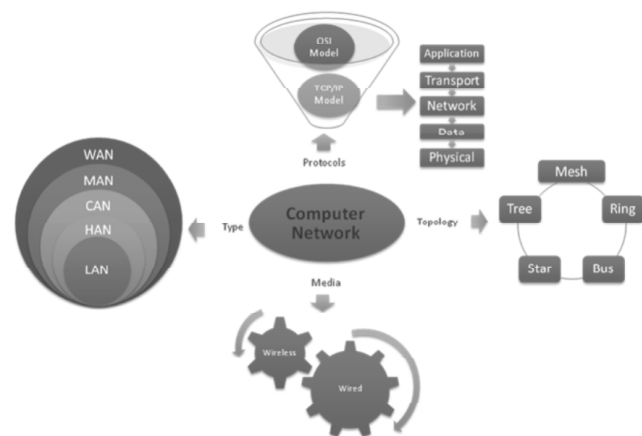 OSI
Model
TCP/IP
Model
Application
Transport
Network
Data
Physical
Protocols
WAN
MAN
CAN
HAN
LAN
Type
Computer
Network
Topology
Mesh
Tree
Ring
Star
Bus
Media
Wireless
Wired